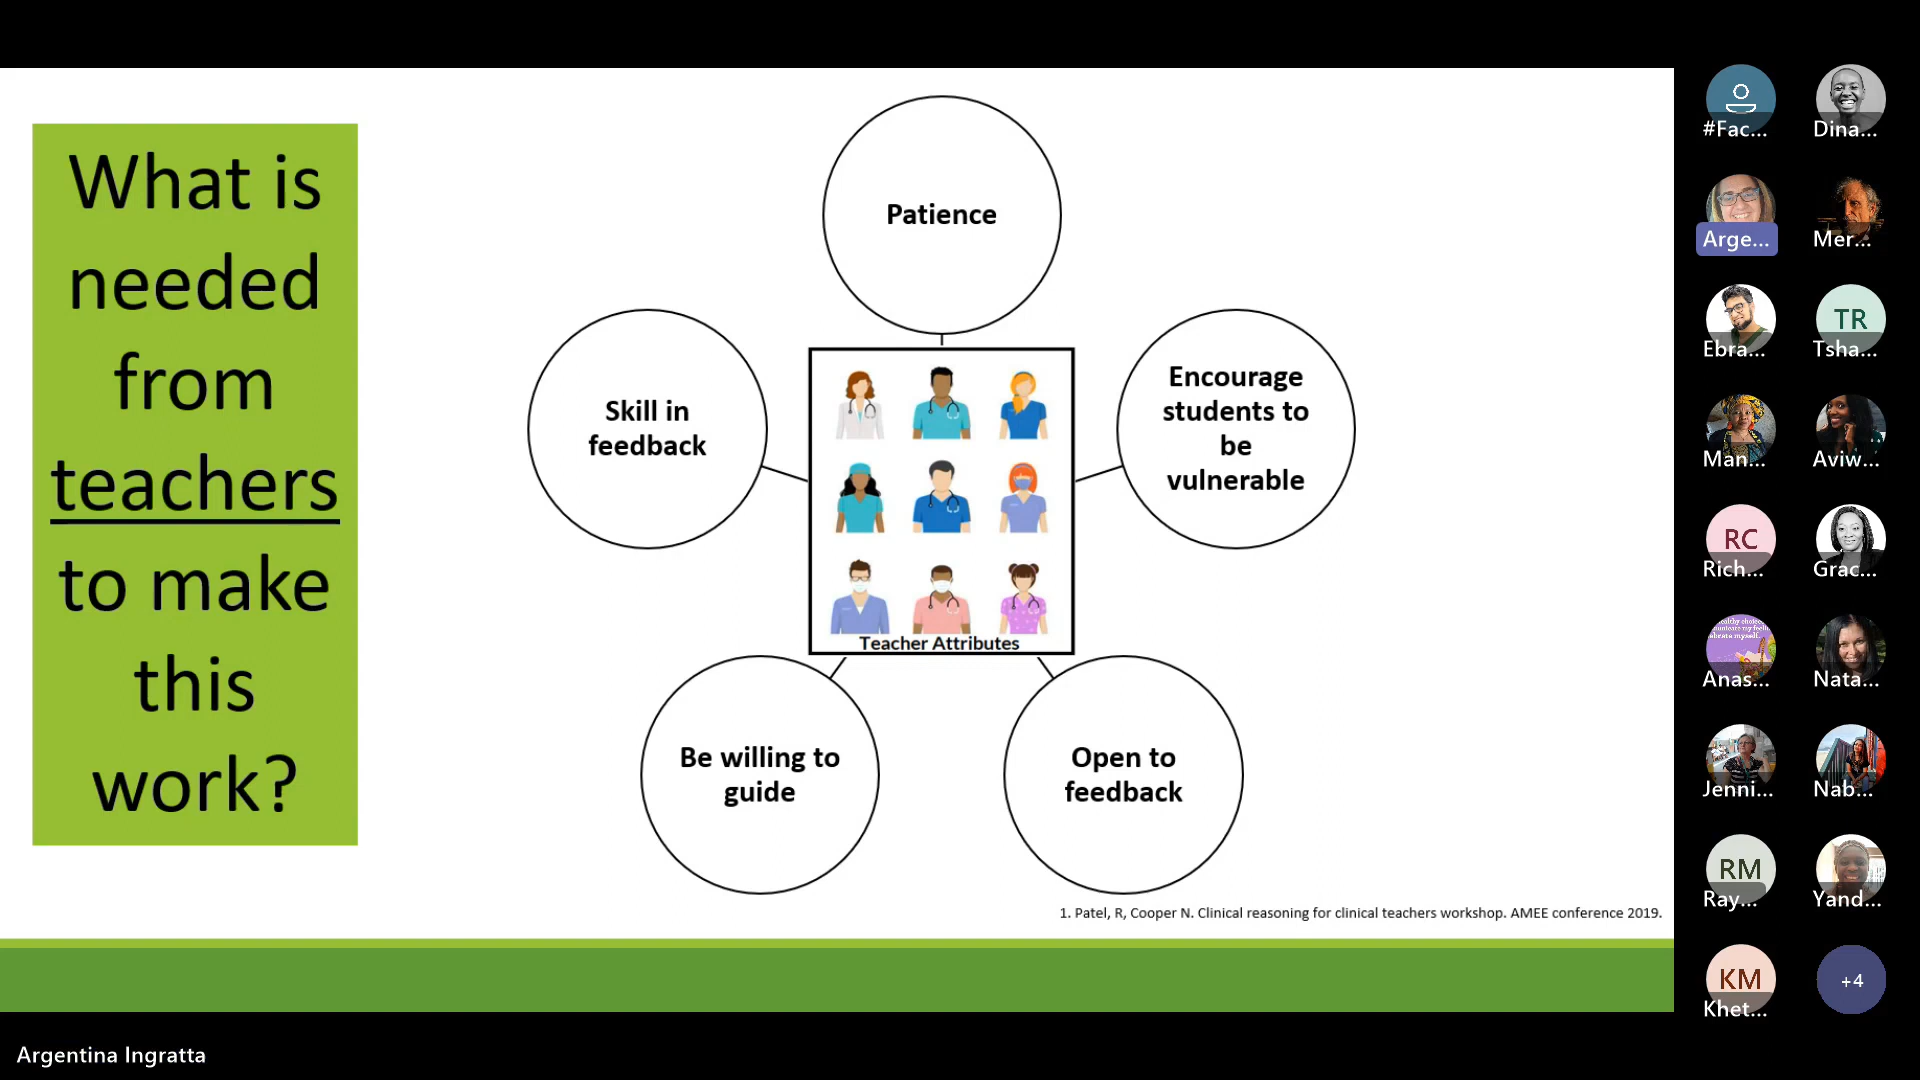 What is
needed
from
teachers
to make
this
work?
Patience
Skill in
feedback
Encourage
students to
be
vulnerable
Teacher Attributes
Be willing to
guide
Open to
feedback
1. Patel, R, Cooper N. Clinical reasoning for clinical teachers workshop. AMEE conference 2019.
#Fac...
Dina...
Arge...
Mer...
Ebra...
TR
Tsha...
Man...
Aviw...
RC
Rich...
Grac...
Anas...
Nata...
Jenni...
Nab...
RM
Ray...
Yand...
KM
Khet...
+4
Argentina Ingratta